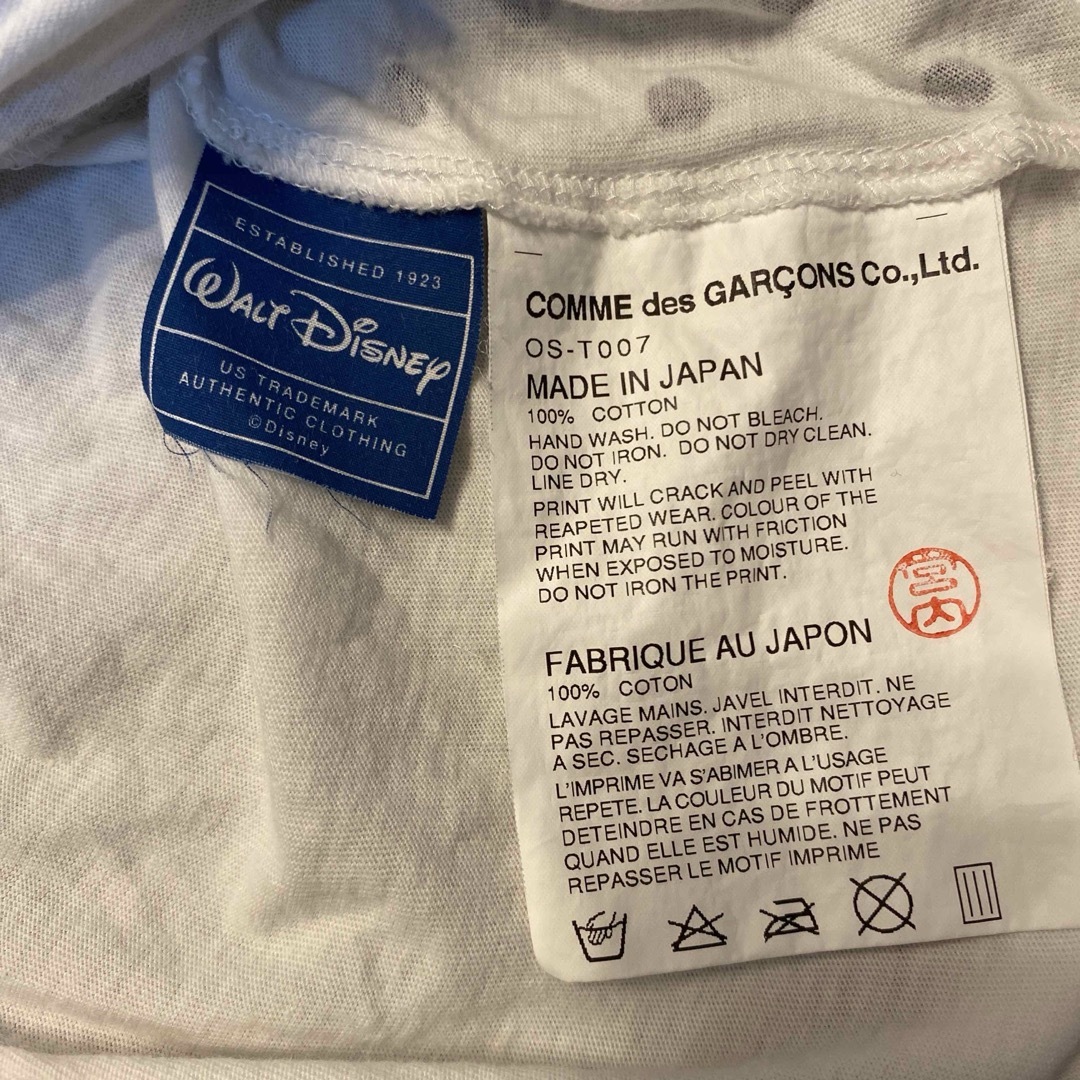 ESTABLISHED 1923
WALT DISNEY
US TRADEMARK
AUTHENTIC CLOTHING
©Disney
COMME des GARÇONS Co.,Ltd.
OS-T007
MADE IN JAPAN
100% COTTON
HAND WASH. DO NOT BLEACH.
DO NOT IRON. DO NOT DRY CLEAN.
LINE DRY.
PRINT WILL CRACK AND PEEL WITH
REAPETED WEAR. COLOUR OF THE
PRINT MAY RUN WITH FRICTION
WHEN EXPOSED TO MOISTURE.
DO NOT IRON THE PRINT.
宮内
FABRIQUE AU JAPON
100% COTON
LAVAGE MAINS. JAVEL INTERDIT. NE
PAS REPASSER. INTERDIT NETTOYAGE
A SEC. SECHAGE A L'OMBRE.
L'IMPRIME VA S'ABIMER A L'USAGE
REPETE. LA COULEUR DU MOTIF PEUT
DETEINDRE EN CAS DE FROTTEMENT
QUAND ELLE EST HUMIDE. NE PAS
REPASSER LE MOTIF IMPRIME